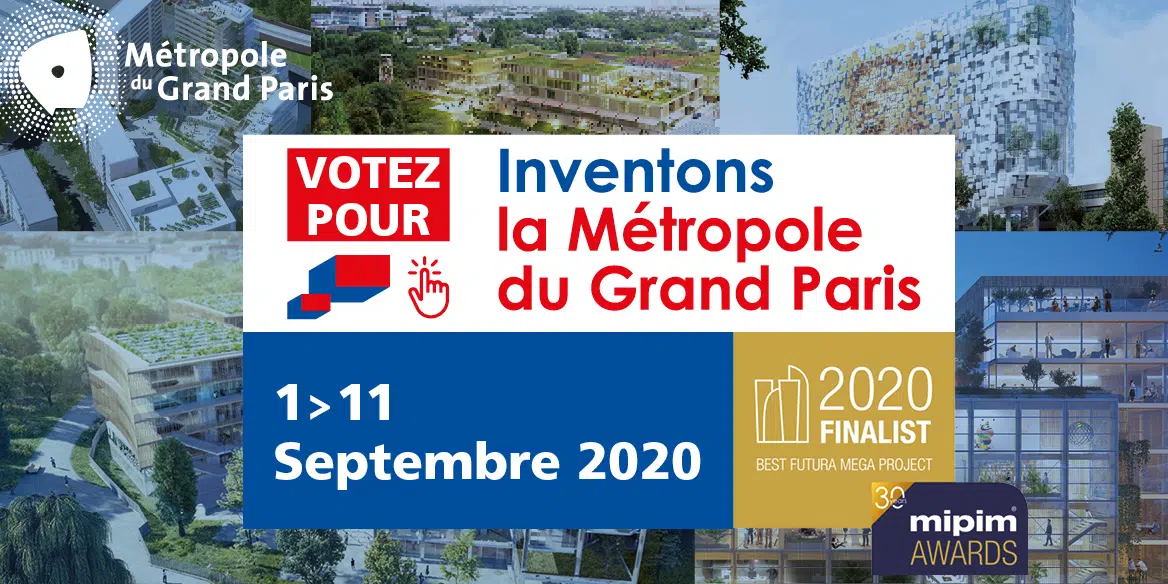 Métropole
du Grand Paris
VOTEZ
POUR
Inventons
la Métropole
du Grand Paris
1 > 11
Septembre 2020
2020
FINALIST
BEST FUTURA MEGA PROJECT
30
years
mipim®
AWARDS